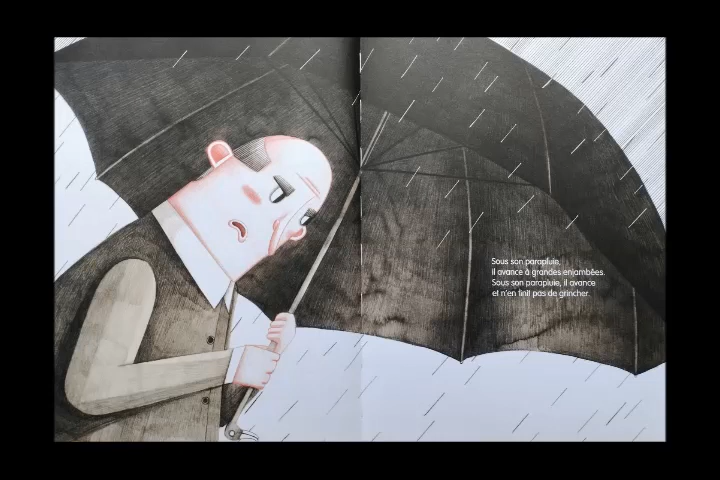 Sous son parapluie,
il avance à grandes enjambées.
Sous son parapluie, il avance
et n'en finit pas de grincher.